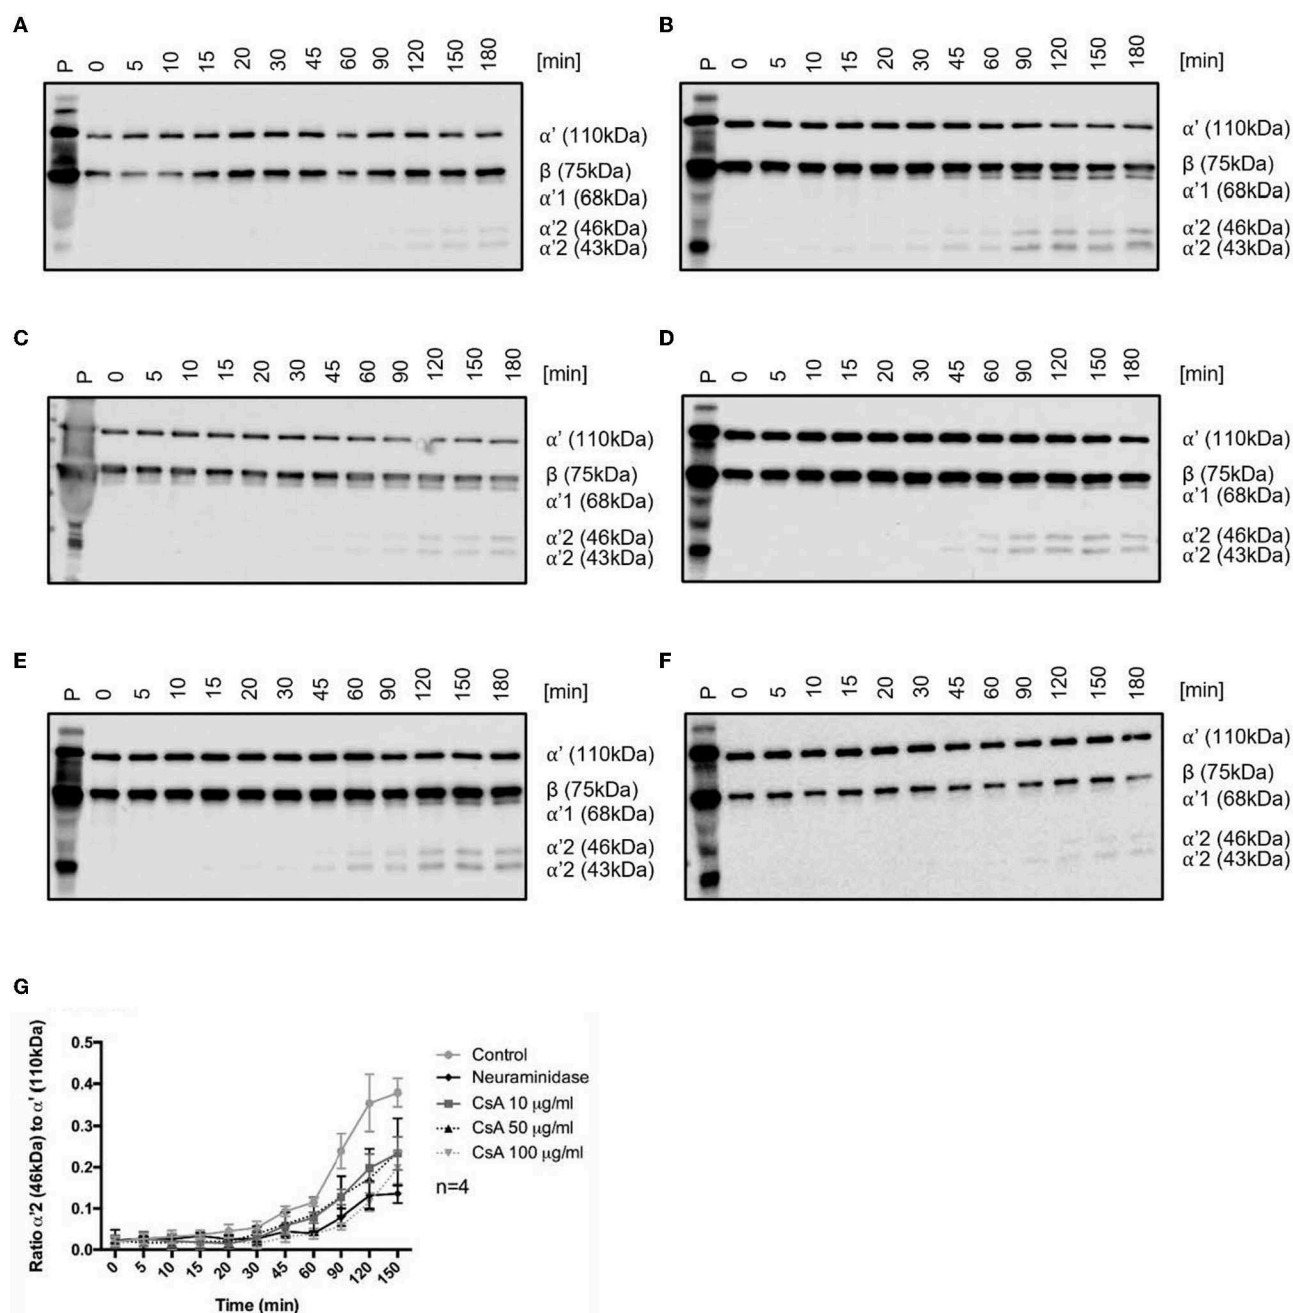 A
P 0 5 10 15 20 30 45 60 90 120 150 180 [min]
α' (110kDa)
β (75kDa)
α'1 (68kDa)
α'2 (46kDa)
α'2 (43kDa)
B
P 0 5 10 15 20 30 45 60 90 120 150 180 [min]
α' (110kDa)
β (75kDa)
α'1 (68kDa)
α'2 (46kDa)
α'2 (43kDa)
C
P 0 5 10 15 20 30 45 60 90 120 150 180 [min]
α' (110kDa)
β (75kDa)
α'1 (68kDa)
α'2 (46kDa)
α'2 (43kDa)
D
P 0 5 10 15 20 30 45 60 90 120 150 180 [min]
α' (110kDa)
β (75kDa)
α'1 (68kDa)
α'2 (46kDa)
α'2 (43kDa)
E
P 0 5 10 15 20 30 45 60 90 120 150 180 [min]
α' (110kDa)
β (75kDa)
α'1 (68kDa)
α'2 (46kDa)
α'2 (43kDa)
F
P 0 5 10 15 20 30 45 60 90 120 150 180 [min]
α' (110kDa)
β (75kDa)
α'1 (68kDa)
α'2 (46kDa)
α'2 (43kDa)
G
Ratio α'2 (46kDa) to α' (110kDa)
0.5
0.4
0.3
0.2
0.1
0.0
0 5 10 15 20 30 45 60 90 120 150
Time (min)
Control
Neuraminidase
CsA 10 μg/ml
CsA 50 μg/ml
CsA 100 μg/ml
n=4